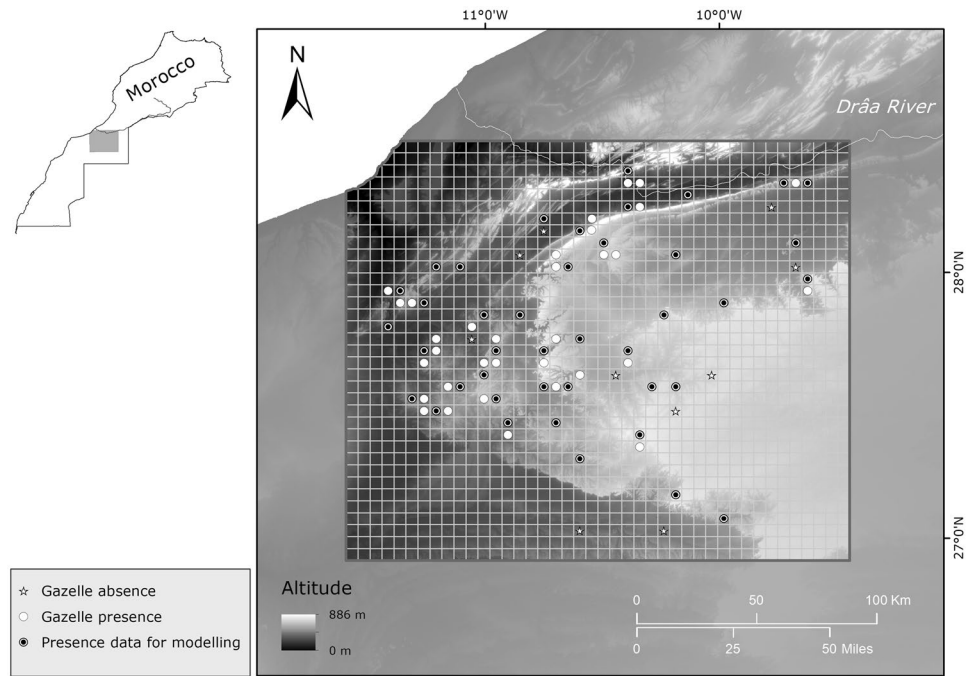 11°0'W 10°0'W
N
Morocco
Drâa River
28°0'N
27°0'N
Altitude
886 m
0 m
0 50 100 Km
0 25 50 Miles
Gazelle absence
Gazelle presence
Presence data for modelling